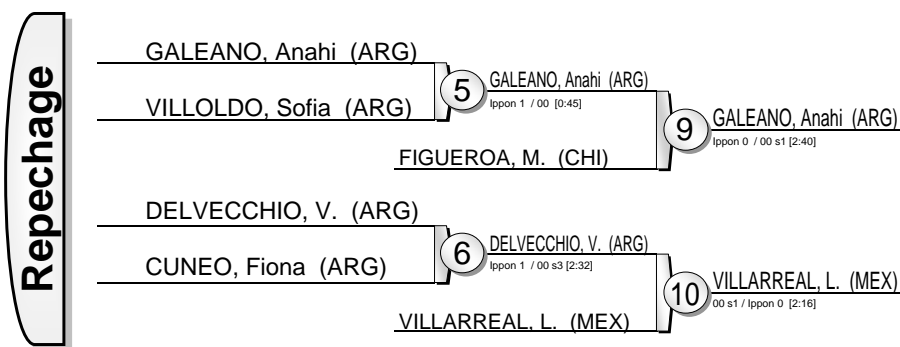 Repechage
GALEANO, Anahi (ARG)
VILLOLDO, Sofia (ARG)
5
GALEANO, Anahi (ARG)
Ippon 1 / 00 [0:45]
FIGUEROA, M. (CHI)
9
GALEANO, Anahi (ARG)
Ippon 0 / 00 s1 [2:40]
DELVECCHIO, V. (ARG)
CUNEO, Fiona (ARG)
6
DELVECCHIO, V. (ARG)
Ippon 1 / 00 s3 [2:32]
VILLARREAL, L. (MEX)
10
VILLARREAL, L. (MEX)
00 s1 / Ippon 0 [2:16]